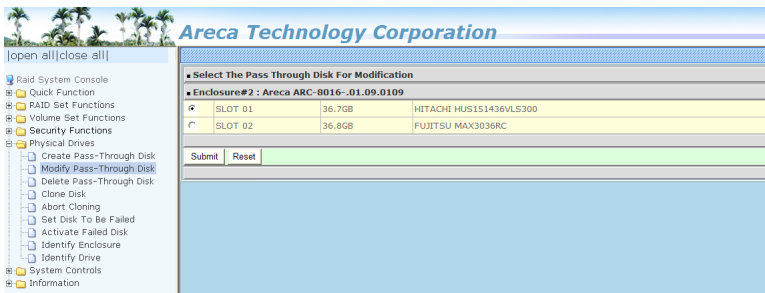 Areca Technology Corporation
|open all|close all|
Raid System Console
Quick Function
RAID Set Functions
Volume Set Functions
Security Functions
Physical Drives
Create Pass-Through Disk
Modify Pass-Through Disk
Delete Pass-Through Disk
Clone Disk
Abort Cloning
Set Disk To Be Failed
Activate Failed Disk
Identify Enclosure
Identify Drive
System Controls
Information
Select The Pass Through Disk For Modification
Enclosure#2 : Areca ARC-8016-.01.09.0109
SLOT 01 36.7GB HITACHI HUS151436VLS300
SLOT 02 36.8GB FUJITSU MAX3036RC
Submit Reset